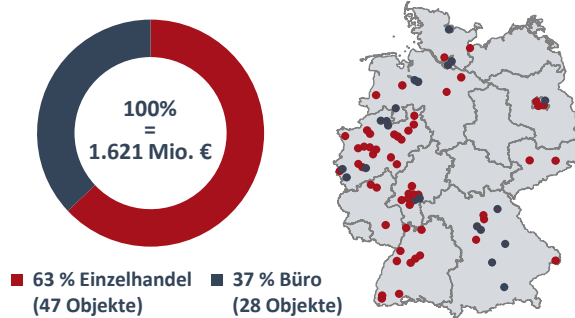 100%
=
1.621 Mio. €
63 % Einzelhandel
(47 Objekte)
37 % Büro
(28 Objekte)